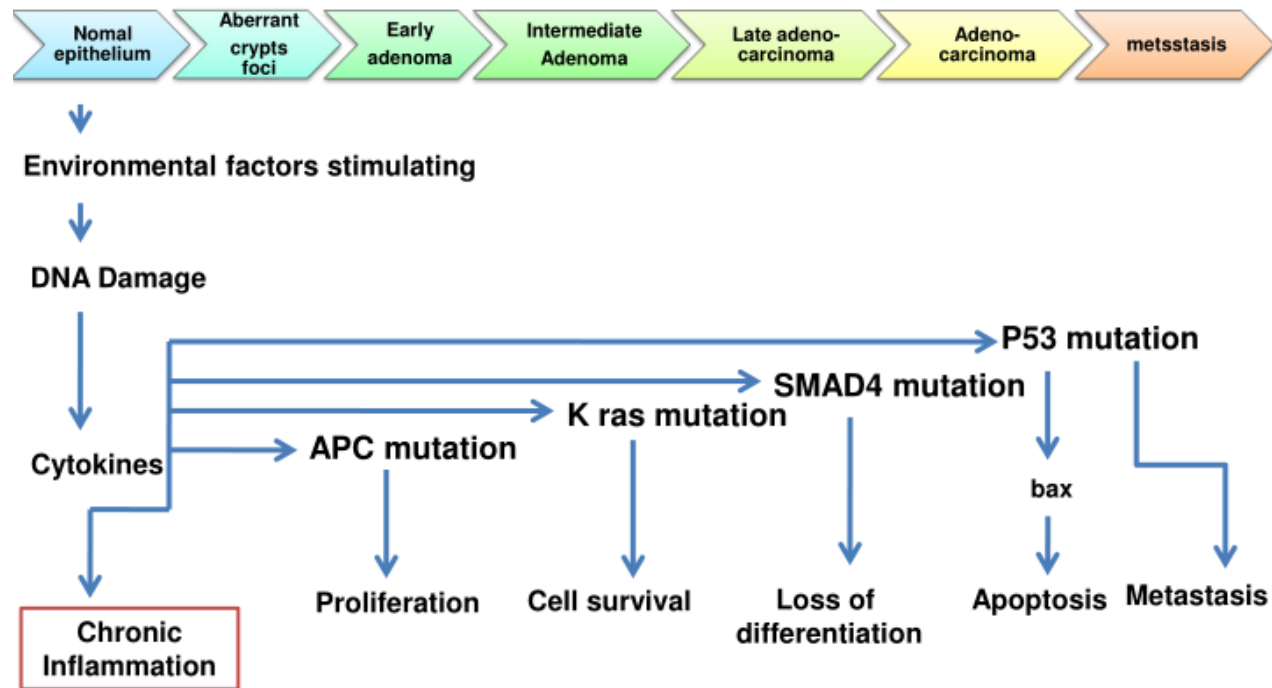 Nomal
epithelium
Aberrant
crypts
foci
Early
adenoma
Intermediate
Adenoma
Late adeno-
carcinoma
Adeno-
carcinoma
metsstasis
Environmental factors stimulating
DNA Damage
P53 mutation
SMAD4 mutation
K ras mutation
APC mutation
Cytokines
bax
Proliferation
Cell survival
Loss of
differentiation
Apoptosis
Metastasis
Chronic
Inflammation